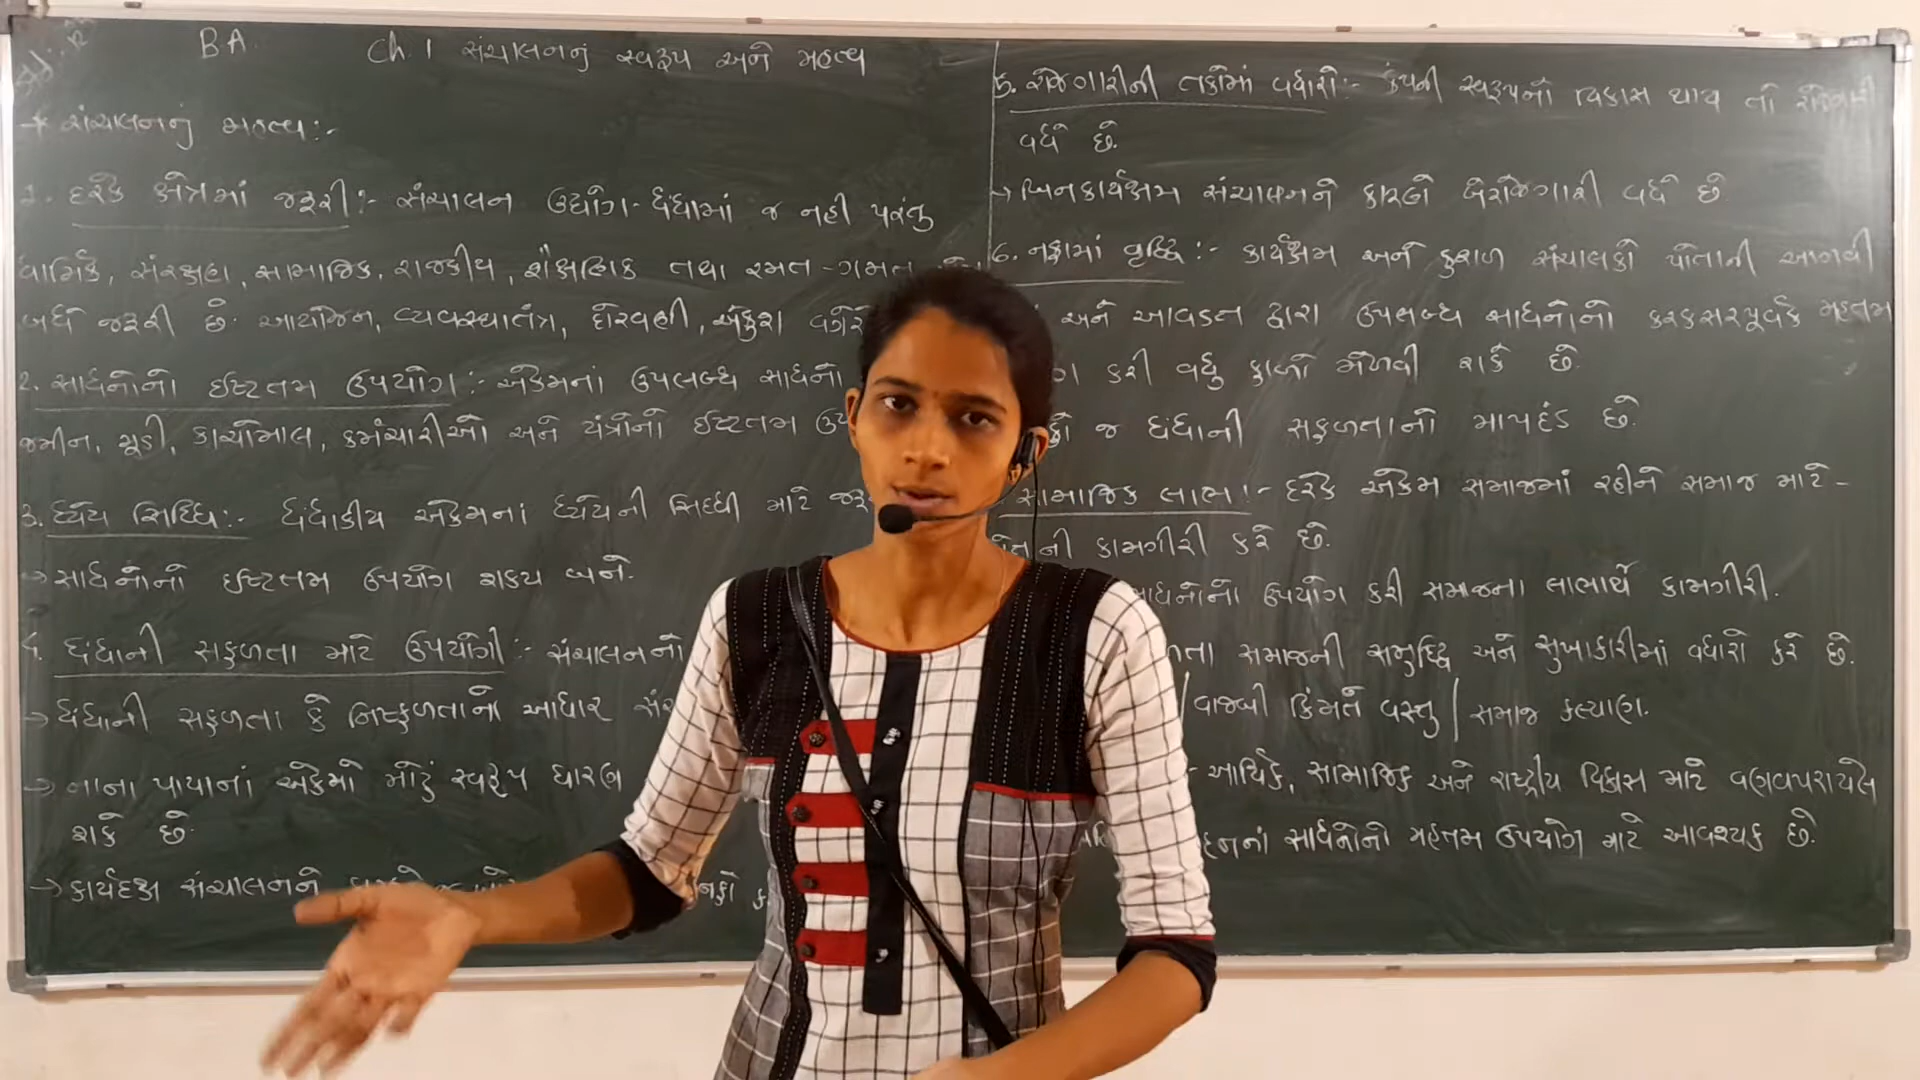 BA
Ch.1 સંચાલનનું સ્વરૂપ અને મહત્વ
* સંચાલનનું મહત્વ:-
1. દરેક ક્ષેત્રમાં જરૂરી:- સંચાલન ઉદ્યોગ-ધંધામાં જ નહી પરંતુ
ધાર્મિક, સંરક્ષણ, સામાજિક, રાજકીય, શૈક્ષણિક તથા રમત-ગમત
બધે જરૂરી છે. આયોજન, વ્યવસ્થાતંત્ર, દોરવણી, અંકુશ વગેરે
2. સાધનોનો ઈષ્ટતમ ઉપયોગ:- એકમનાં ઉપલબ્ધ સાધનો
જમીન, મૂડી, કાચોમાલ, કર્મચારીઓ અને યંત્રોનો ઈષ્ટતમ
3. ધ્યેય સિધ્ધિ:- ધંધાકીય એકમનાં ધ્યેયની સિધ્ધી માટે
→ સાધનોનો ઈષ્ટતમ ઉપયોગ શક્ય બને.
4. ધંધાની સફળતા માટે ઉપયોગી:- સંચાલનનો
→ ધંધાની સફળતા કે નિષ્ફળતાનો આધાર
→ નાના પાયાનાં એકમો મોટું સ્વરૂપ ધારણ
શકે છે.
→ કાર્યદક્ષ સંચાલનને
5. રોજગારીની તકોમાં વધારો:- કંપની સ્વરૂપનો વિકાસ થાય તો રોજગારી
વધે છે.
→ બિનકાર્યક્ષમ સંચાલનને કારણે બેરોજગારી વધે છે
6. નફામાં વૃધ્ધિ:- કાર્યક્ષમ અને કુશળ સંચાલકો પોતાની આગવી
અને આવડત દ્વારા ઉપલબ્ધ સાધનોનો કરકસરપૂર્વક મહત્તમ
કરી વધુ ફાળો મેળવી શકે છે.
જ ધંધાની સફળતાનો માપદંડ છે.
સામાજિક લાભ:- દરેક એકમ સમાજમાં રહીને સમાજ માટે -
કામગીરી કરે છે.
સાધનોનો ઉપયોગ કરી સમાજના લાભાર્થે કામગીરી.
સમાજની સમૃધ્ધિ અને સુખાકારીમાં વધારો કરે છે.
/ વાજબી કિંમતે વસ્તુ / સમાજ કલ્યાણ.
- આર્થિક, સામાજિક અને રાષ્ટ્રીય વિકાસ માટે વણવપરાયેલ
સાધનોનો મહત્તમ ઉપયોગ માટે આવશ્યક છે.